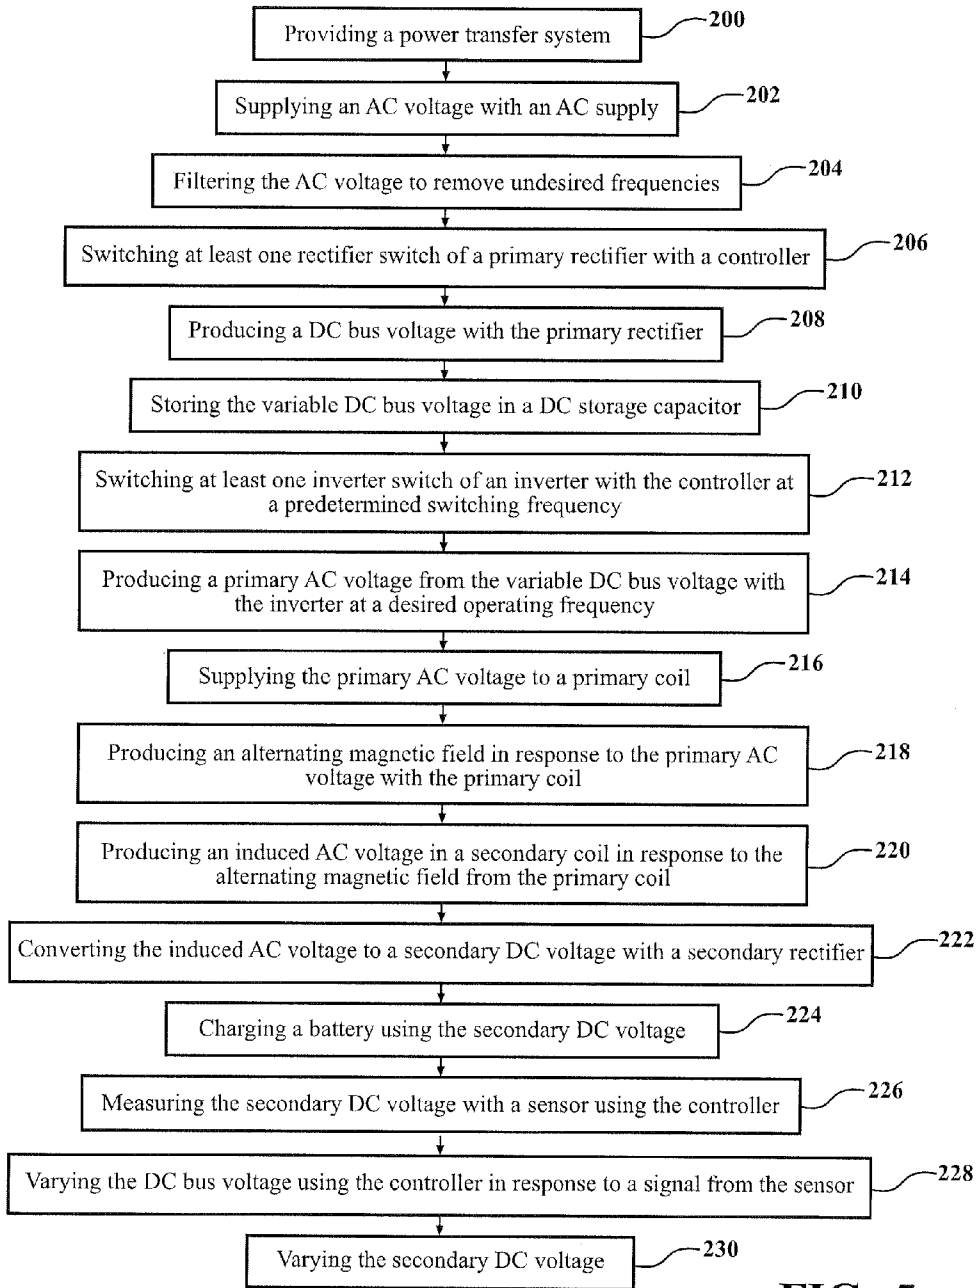 Providing a power transfer system
200
Supplying an AC voltage with an AC supply
202
Filtering the AC voltage to remove undesired frequencies
204
Switching at least one rectifier switch of a primary rectifier with a controller
206
Producing a DC bus voltage with the primary rectifier
208
Storing the variable DC bus voltage in a DC storage capacitor
210
Switching at least one inverter switch of an inverter with the controller at
a predetermined switching frequency
212
Producing a primary AC voltage from the variable DC bus voltage with
the inverter at a desired operating frequency
214
Supplying the primary AC voltage to a primary coil
216
Producing an alternating magnetic field in response to the primary AC
voltage with the primary coil
218
Producing an induced AC voltage in a secondary coil in response to the
alternating magnetic field from the primary coil
220
Converting the induced AC voltage to a secondary DC voltage with a secondary rectifier
222
Charging a battery using the secondary DC voltage
224
Measuring the secondary DC voltage with a sensor using the controller
226
Varying the DC bus voltage using the controller in response to a signal from the sensor
228
Varying the secondary DC voltage
230